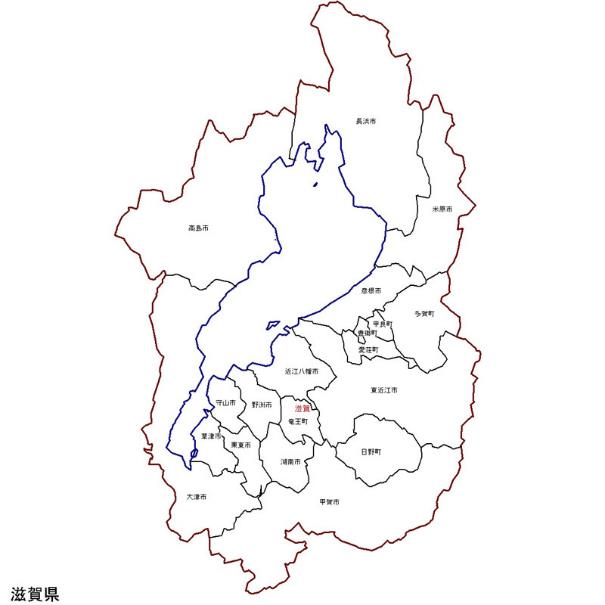 長浜市
米原市
高島市
彦根市
多賀町
甲良町
豊郷町
愛荘町
近江八幡市
東近江市
守山市
野洲市
滋賀
竜王町
草津市
栗東市
湖南市
日野町
大津市
甲賀市
滋賀県